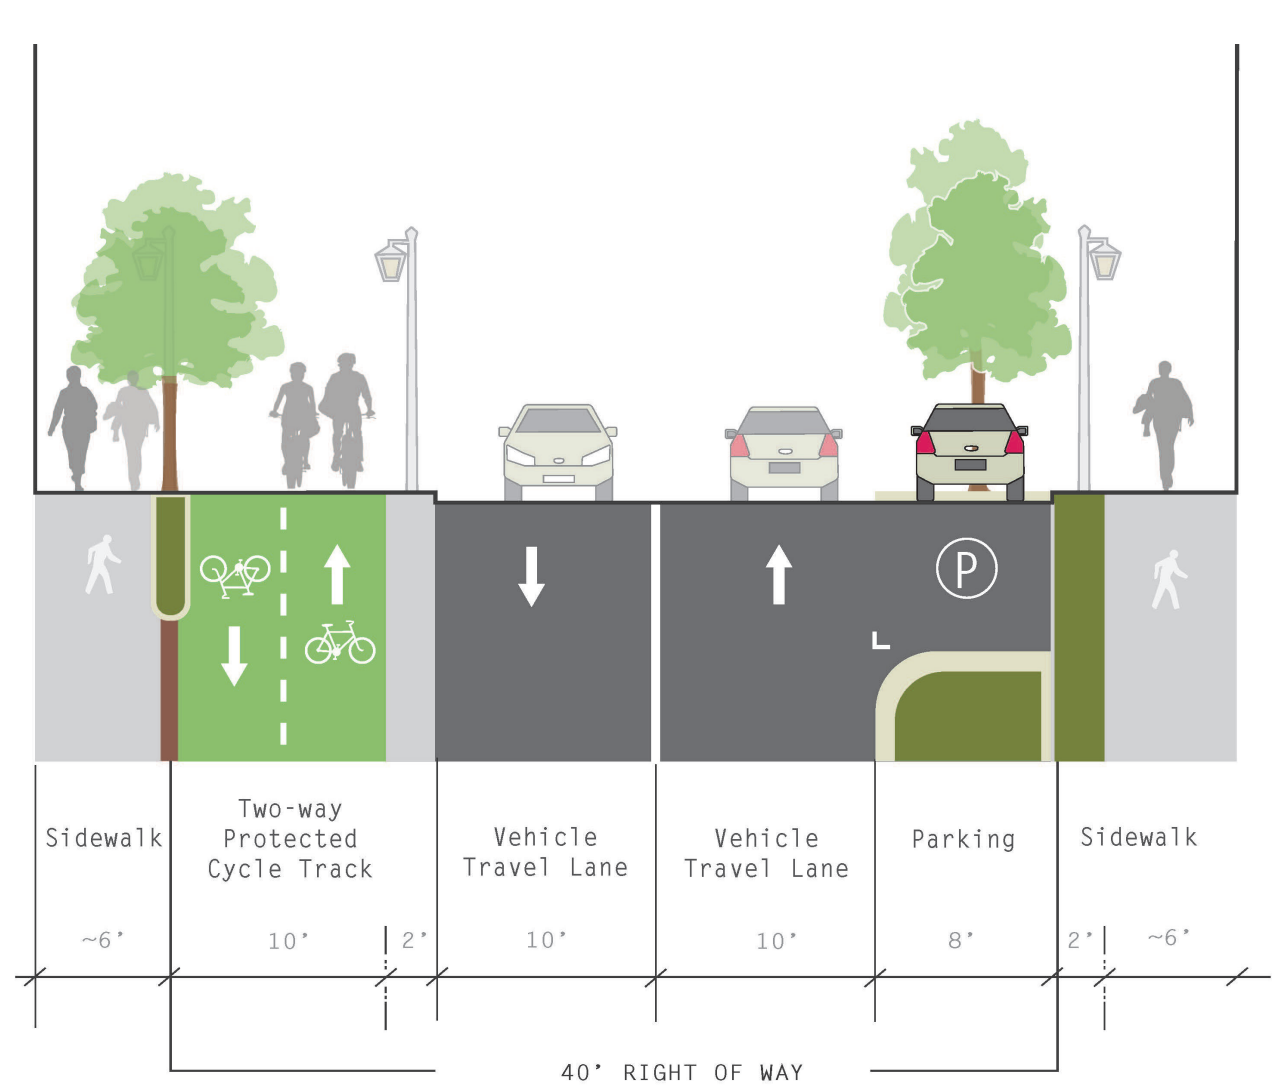 P
Sidewalk
Two-way
Protected
Cycle Track
Vehicle
Travel Lane
Vehicle
Travel Lane
Parking
Sidewalk
~6’
10’
2’
10’
10’
8’
2’
~6’
40’ RIGHT OF WAY